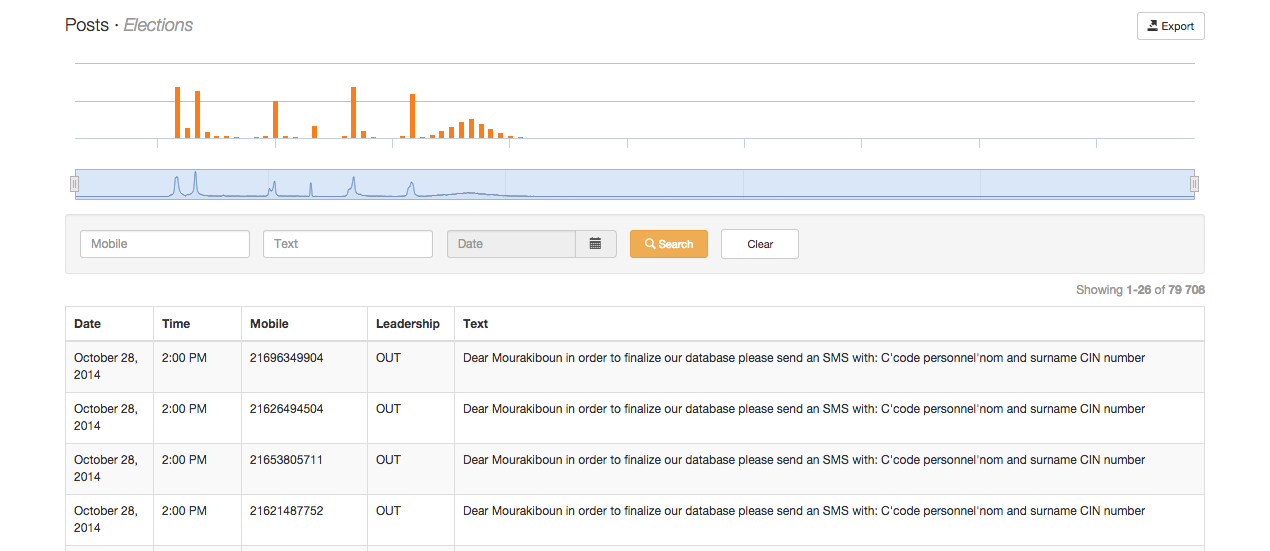 Posts · Elections
Export
Mobile
Text
Date
Search
Clear
Showing 1-26 of 79 708
Date Time Mobile Leadership Text
October 28, 2014 2:00 PM 21696349904 OUT Dear Mourakiboun in order to finalize our database please send an SMS with: C'code personnel'nom and surname CIN number
October 28, 2014 2:00 PM 21626494504 OUT Dear Mourakiboun in order to finalize our database please send an SMS with: C'code personnel'nom and surname CIN number
October 28, 2014 2:00 PM 21653805711 OUT Dear Mourakiboun in order to finalize our database please send an SMS with: C'code personnel'nom and surname CIN number
October 28, 2014 2:00 PM 21621487752 OUT Dear Mourakiboun in order to finalize our database please send an SMS with: C'code personnel'nom and surname CIN number